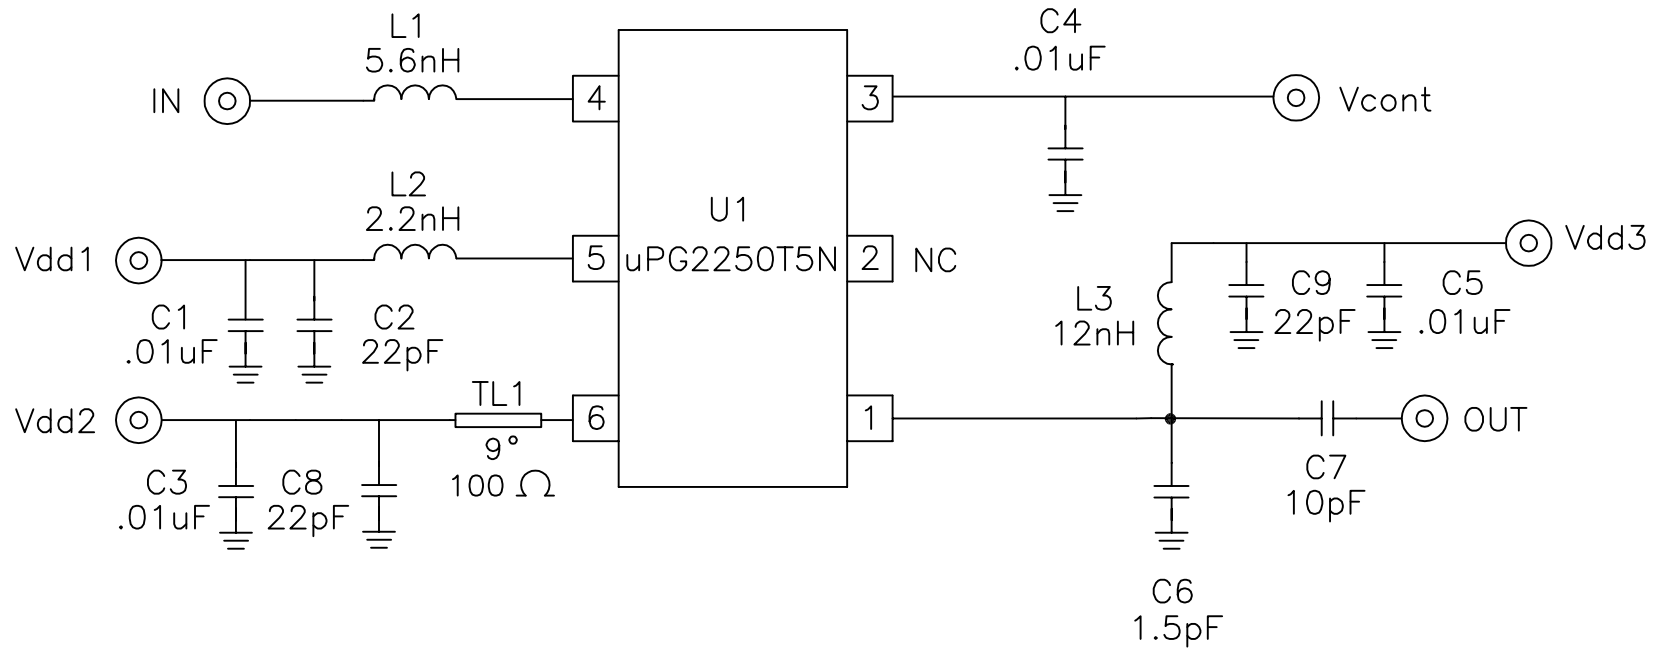 L1
5.6nH
IN
4
3
C4
.01uF
Vcont
L2
2.2nH
Vdd1
5
U1
uPG2250T5N
2
NC
Vdd3
C1
.01uF
C2
22pF
L3
12nH
C9
22pF
C5
.01uF
Vdd2
TL1
9°
100 Ω
6
1
OUT
C3
.01uF
C8
22pF
C7
10pF
C6
1.5pF